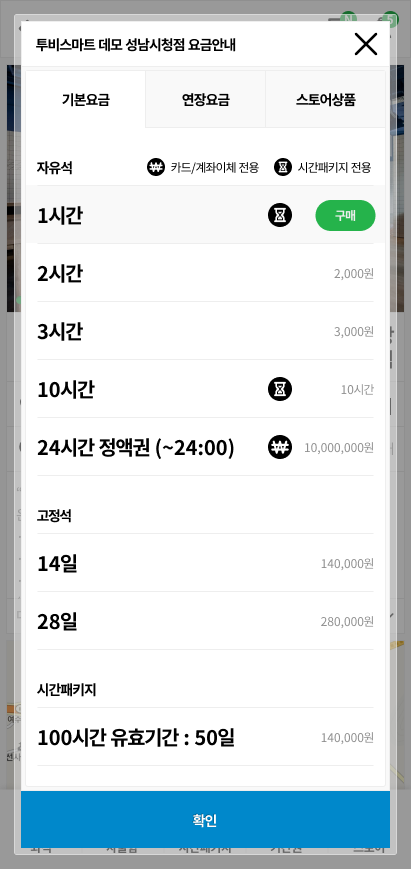 투비스마트 데모 성남시청점 요금안내
기본요금 연장요금 스토어상품
자유석 카드/계좌이체 전용 시간패키지 전용
1시간 구매
2시간 2,000원
3시간 3,000원
10시간 10시간
24시간 정액권 (~24:00) 10,000,000원
고정석
14일 140,000원
28일 280,000원
시간패키지
100시간 유효기간 : 50일 140,000원
확인